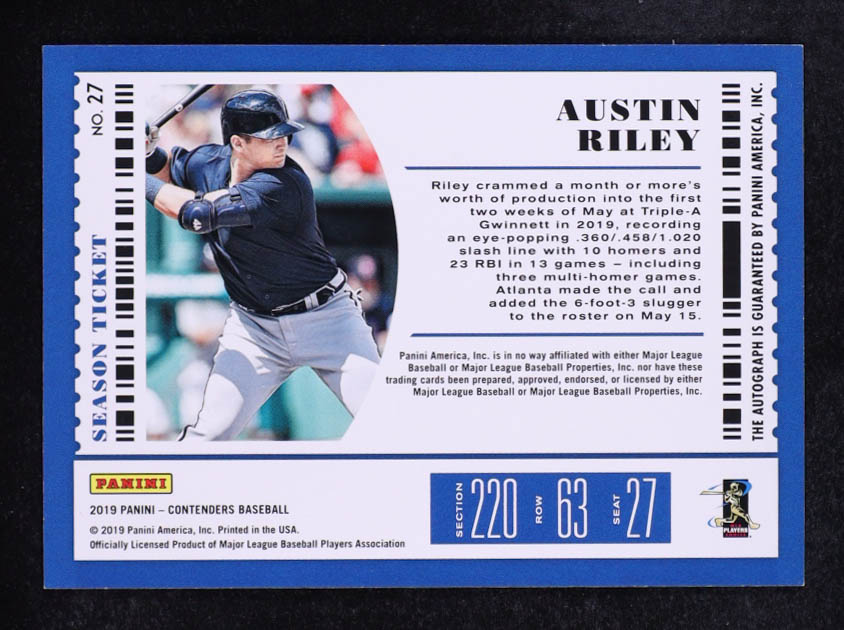 NO. 27
SEASON TICKET
AUSTIN
RILEY
Riley crammed a month or more's
worth of production into the first
two weeks of May at Triple-A
Gwinnett in 2019, recording
an eye-popping .360/.458/1.020
slash line with 10 homers and
23 RBI in 13 games – including
three multi-homer games.
Atlanta made the call and
added the 6-foot-3 slugger
to the roster on May 15.
Panini America, Inc. is in no way affiliated with either Major League
Baseball or Major League Baseball Properties, Inc. nor have these
trading cards been prepared, approved, endorsed, or licensed by either
Major League Baseball or Major League Baseball Properties, Inc.
THE AUTOGRAPH IS GUARANTEED BY PANINI AMERICA, INC.
PANINI
2019 PANINI – CONTENDERS BASEBALL
© 2019 Panini America, Inc. Printed in the USA.
Officially Licensed Product of Major League Baseball Players Association
SECTION 220 ROW 63 SEAT 27
PLAYERS